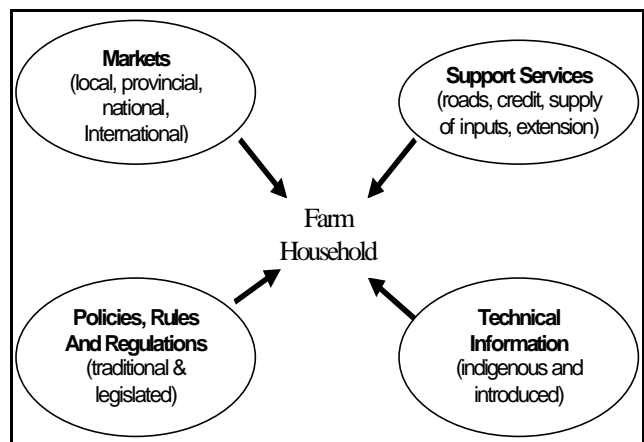 Markets
(local, provincial,
national,
International)
Support Services
(roads, credit, supply
of inputs, extension)
Farm
Household
Policies, Rules
And Regulations
(traditional &
legislated)
Technical
Information
(indigenous and
introduced)